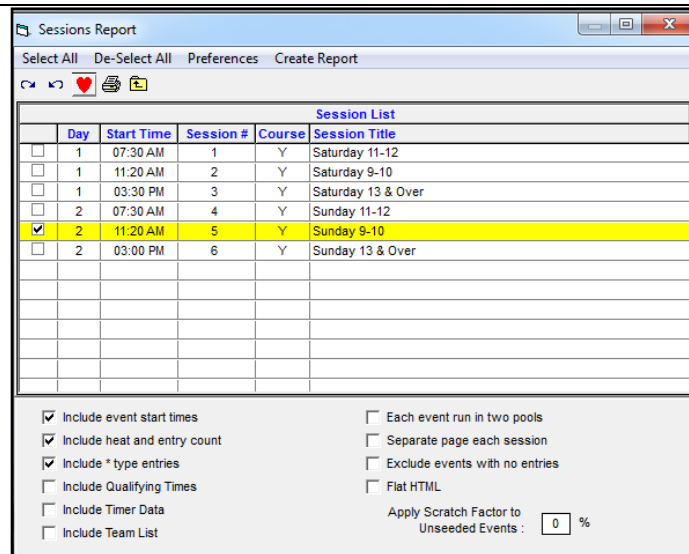 Sessions Report
Select All De-Select All Preferences Create Report
Session List
Day Start Time Session # Course Session Title
1 07:30 AM 1 Y Saturday 11-12
1 11:20 AM 2 Y Saturday 9-10
1 03:30 PM 3 Y Saturday 13 & Over
2 07:30 AM 4 Y Sunday 11-12
2 11:20 AM 5 Y Sunday 9-10
2 03:00 PM 6 Y Sunday 13 & Over
Include event start times
Include heat and entry count
Include * type entries
Include Qualifying Times
Include Timer Data
Include Team List
Each event run in two pools
Separate page each session
Exclude events with no entries
Flat HTML
Apply Scratch Factor to
Unseeded Events : 0 %